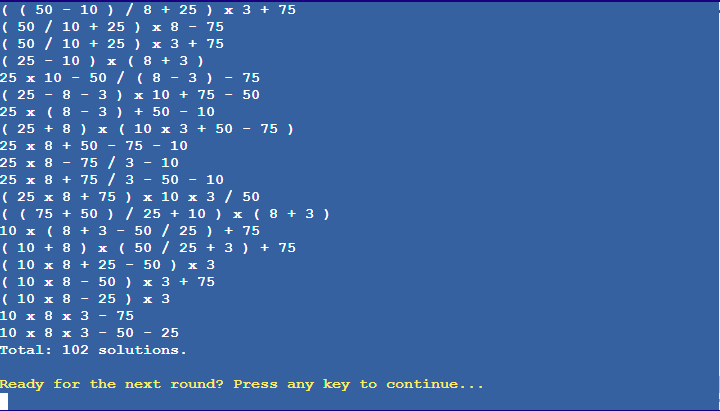 ( ( 50 - 10 ) / 8 + 25 ) x 3 + 75
( 50 / 10 + 25 ) x 8 - 75
( 50 / 10 + 25 ) x 3 + 75
( 25 - 10 ) x ( 8 + 3 )
25 x 10 - 50 / ( 8 - 3 ) - 75
( 25 - 8 - 3 ) x 10 + 75 - 50
25 x ( 8 - 3 ) + 50 - 10
( 25 + 8 ) x ( 10 x 3 + 50 - 75 )
25 x 8 + 50 - 75 - 10
25 x 8 - 75 / 3 - 10
25 x 8 + 75 / 3 - 50 - 10
( 25 x 8 + 75 ) x 10 x 3 / 50
( ( 75 + 50 ) / 25 + 10 ) x ( 8 + 3 )
10 x ( 8 + 3 - 50 / 25 ) + 75
( 10 + 8 ) x ( 50 / 25 + 3 ) + 75
( 10 x 8 + 25 - 50 ) x 3
( 10 x 8 - 50 ) x 3 + 75
( 10 x 8 - 25 ) x 3
10 x 8 x 3 - 75
10 x 8 x 3 - 50 - 25
Total: 102 solutions.
Ready for the next round? Press any key to continue...